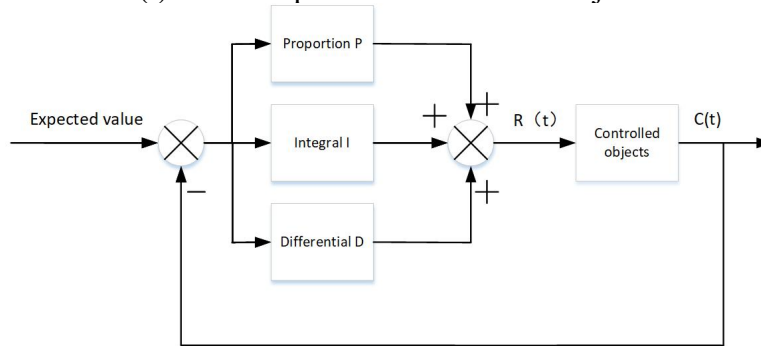 Proportion P
Expected value
+
+
R（t）
C(t)
Integral I
Controlled
objects
−
+
Differential D